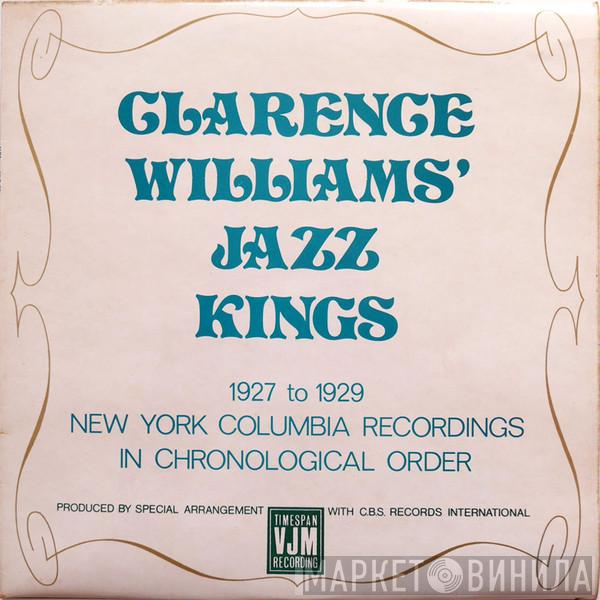 CLARENCE
WILLIAMS'
JAZZ
KINGS
1927 to 1929
NEW YORK COLUMBIA RECORDINGS
IN CHRONOLOGICAL ORDER
PRODUCED BY SPECIAL ARRANGEMENT
TIMESPAN
VJM
RECORDING
WITH C.B.S. RECORDS INTERNATIONAL
МАРКЕТ ВИНИЛА